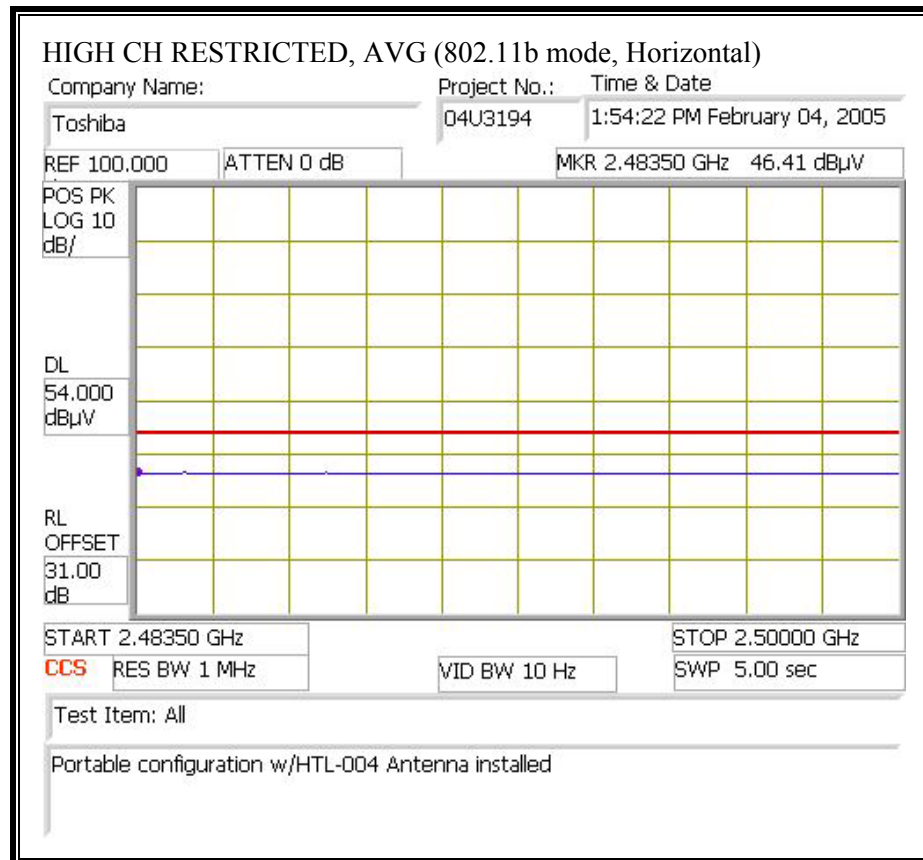 HIGH CH RESTRICTED, AVG (802.11b mode, Horizontal)
Company Name:
Project No.:
Time & Date
Toshiba
04U3194
1:54:22 PM February 04, 2005
REF 100.000
ATTEN 0 dB
MKR 2.48350 GHz 46.41 dBµV
POS PK
LOG 10
dB/
DL
54.000
dBµV
RL
OFFSET
31.00
dB
START 2.48350 GHz
STOP 2.50000 GHz
CCS RES BW 1 MHz
VID BW 10 Hz
SWP 5.00 sec
Test Item: All
Portable configuration w/HTL-004 Antenna installed